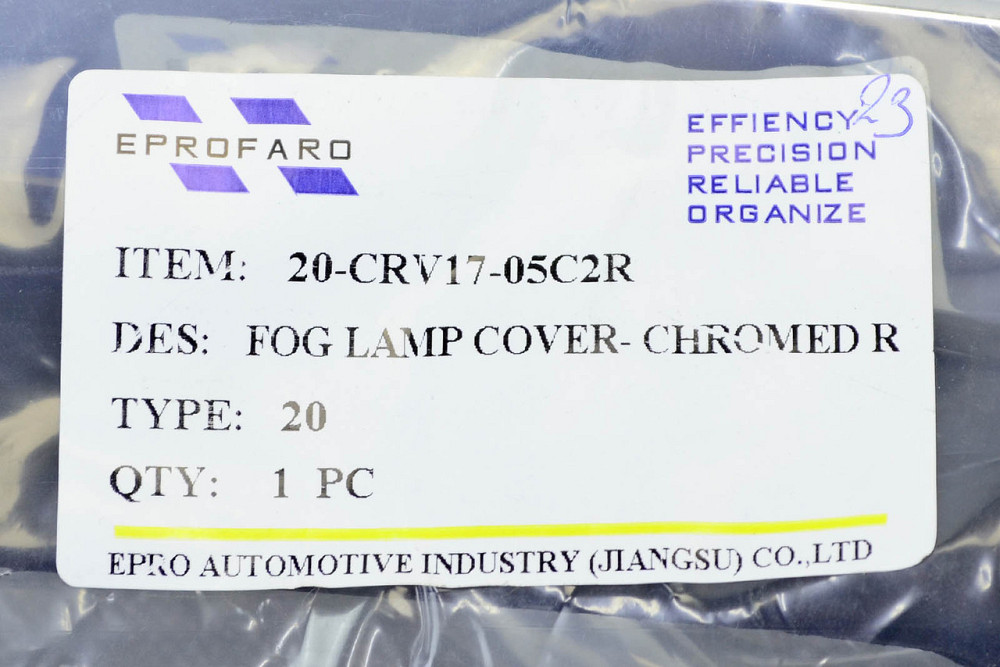 EPROFARO
EFFIENCY
23
PRECISION
RELIABLE
ORGANIZE
ITEM: 20-CRV17-05C2R
DES: FOG LAMP COVER- CHROMED R
TYPE: 20
QTY: 1 PC
EPRO AUTOMOTIVE INDUSTRY (JIANGSU) CO.,LTD